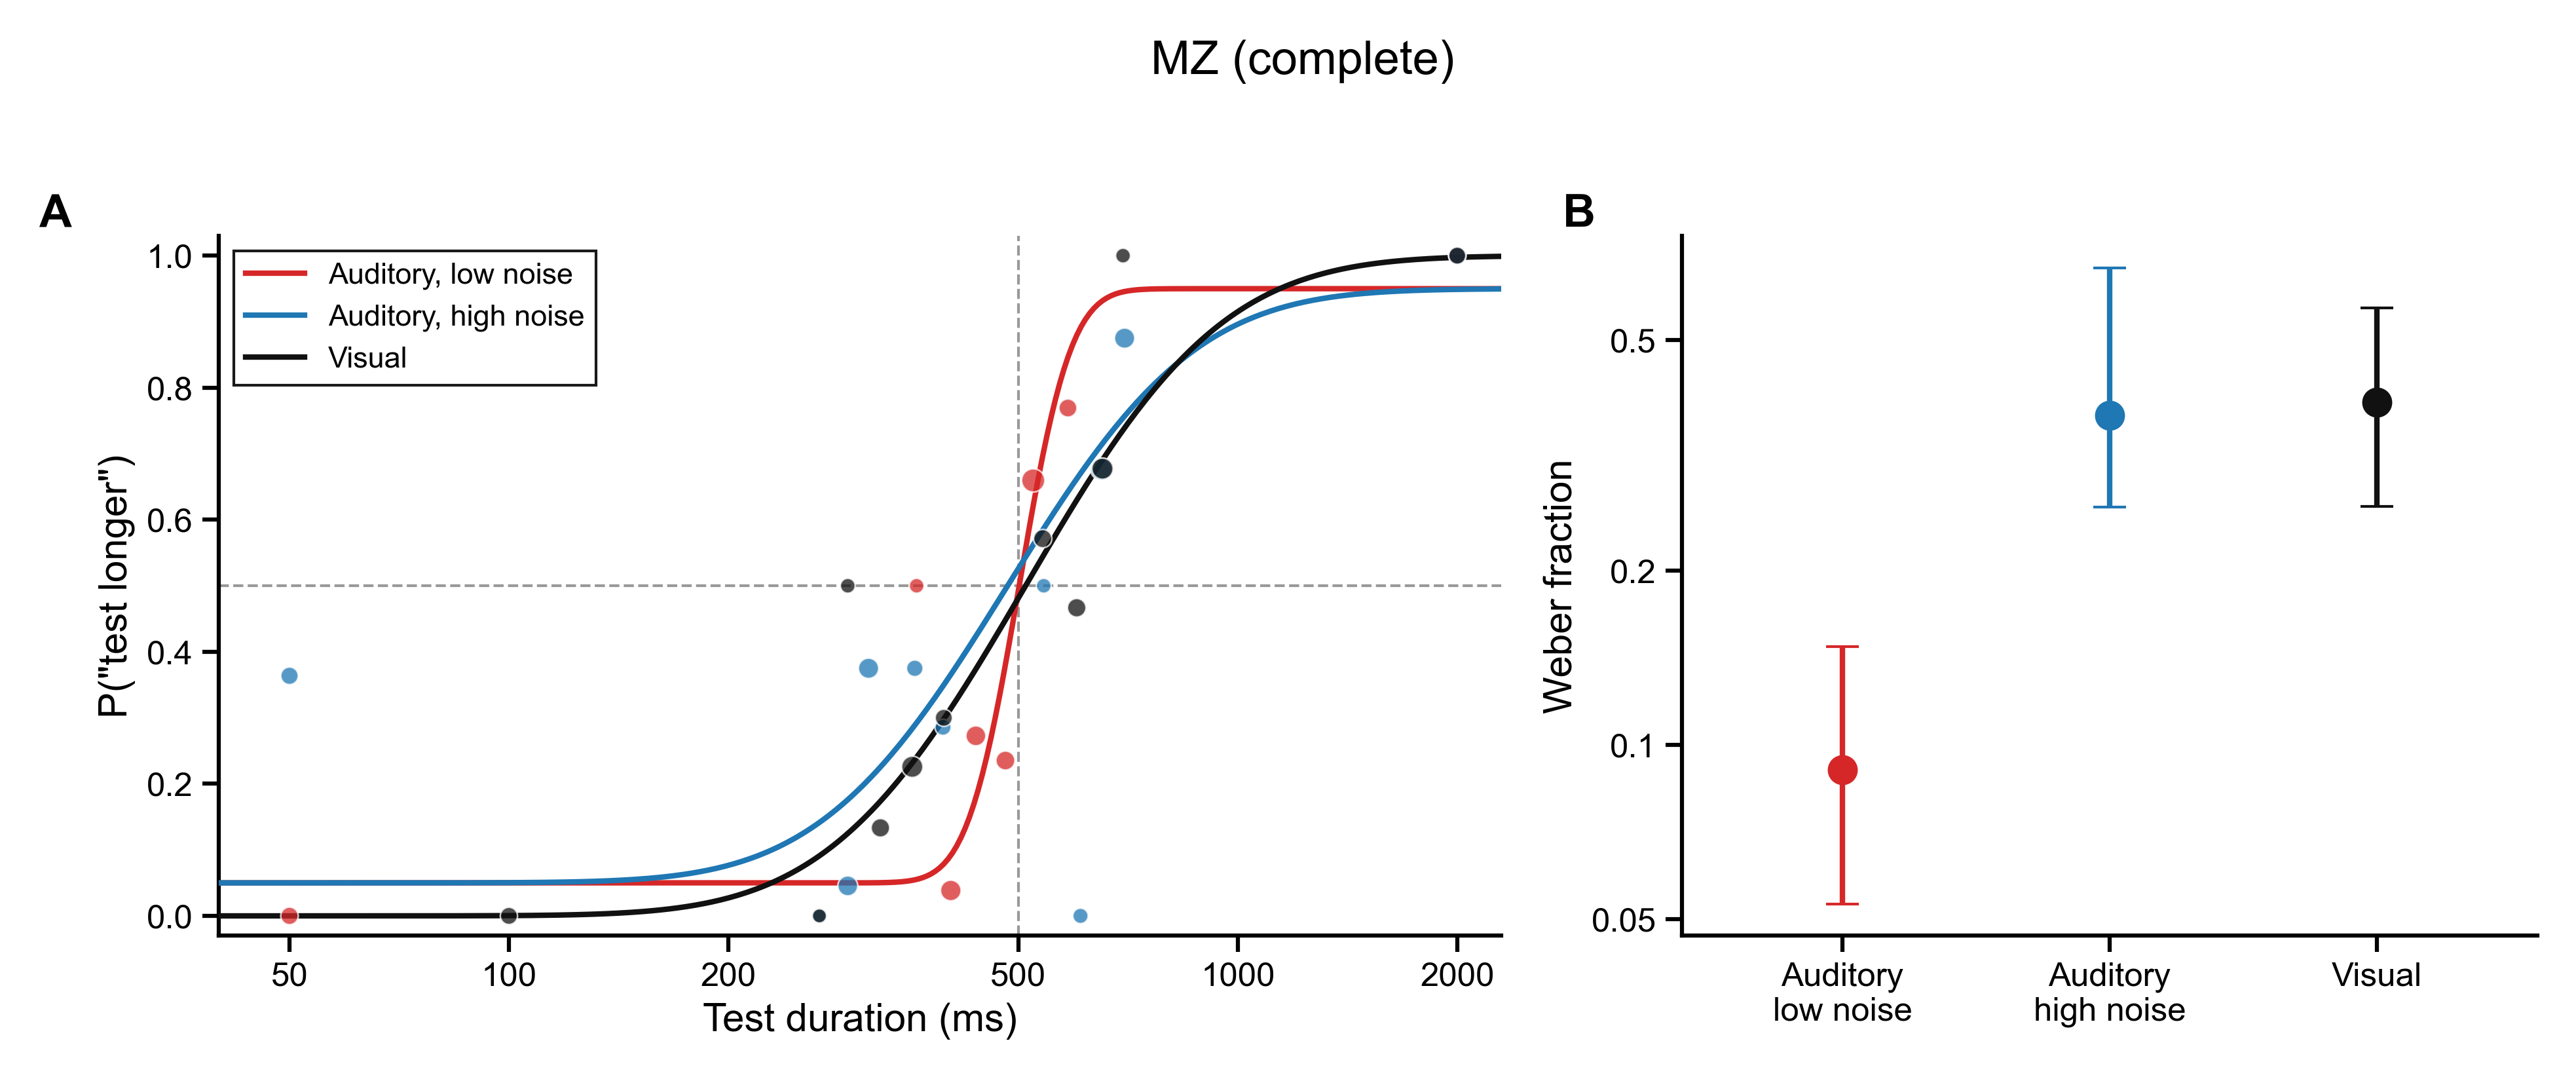 MZ (complete)
A
1.0
0.8
0.6
0.4
0.2
0.0
P("test longer")
Auditory, low noise
Auditory, high noise
Visual
50 100 200 500 1000 2000
Test duration (ms)
B
0.5
0.2
0.1
0.05
Weber fraction
Auditory
low noise
Auditory
high noise
Visual